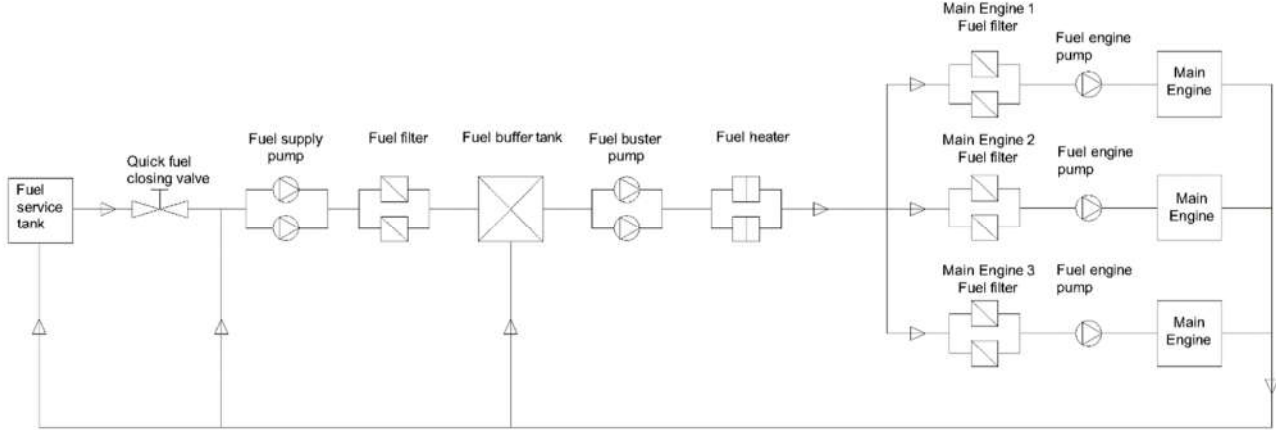 Main Engine 1
Fuel filter
Fuel engine
pump
Main
Engine
Fuel supply
pump
Fuel filter
Fuel buffer tank
Fuel buster
pump
Fuel heater
Main Engine 2
Fuel filter
Fuel engine
pump
Main
Engine
Quick fuel
closing valve
Fuel
service
tank
Main Engine 3
Fuel filter
Fuel engine
pump
Main
Engine